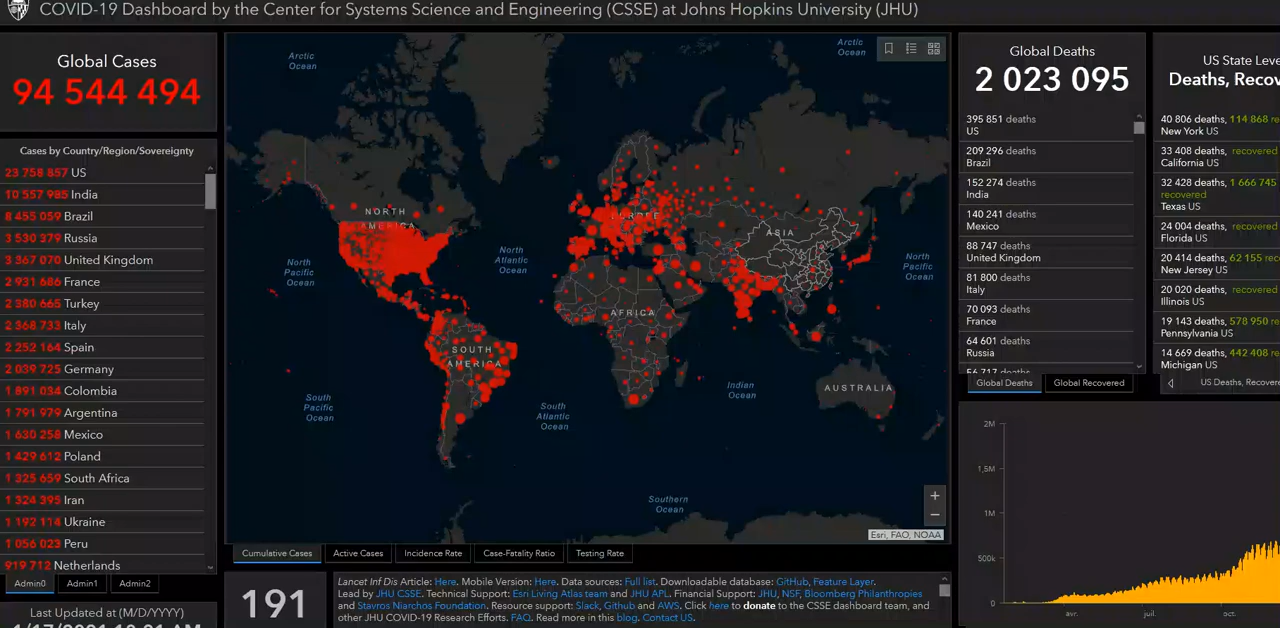 COVID-19 Dashboard by the Center for Systems Science and Engineering (CSSE) at Johns Hopkins University (JHU)
Global Cases
94 544 494
Cases by Country/Region/Sovereignty
23 758 857 US
10 557 985 India
8 455 059 Brazil
3 530 379 Russia
3 367 070 United Kingdom
2 931 686 France
2 380 665 Turkey
2 368 733 Italy
2 252 164 Spain
2 039 725 Germany
1 891 034 Colombia
1 791 979 Argentina
1 630 258 Mexico
1 429 612 Poland
1 325 659 South Africa
1 324 395 Iran
1 192 114 Ukraine
1 056 023 Peru
919 712 Netherlands
Admin0
Admin1
Admin2
Last Updated at (M/D/YYYY)
Arctic
Ocean
Arctic
Ocean
NORTH
AMERICA
EUROPE
ASIA
North
Pacific
Ocean
North
Atlantic
Ocean
North
Pacific
Ocean
AFRICA
SOUTH
AMERICA
AUSTRALIA
Indian
Ocean
South
Pacific
Ocean
South
Atlantic
Ocean
Southern
Ocean
+
−
Esri, FAO, NOAA
Cumulative Cases
Active Cases
Incidence Rate
Case-Fatality Ratio
Testing Rate
191
Lancet Inf Dis Article: Here. Mobile Version: Here. Data sources: Full list. Downloadable database: GitHub, Feature Layer.
Lead by JHU CSSE. Technical Support: Esri Living Atlas team and JHU APL. Financial Support: JHU, NSF, Bloomberg Philanthropies
and Stavros Niarchos Foundation. Resource support: Slack, Github and AWS. Click here to donate to the CSSE dashboard team, and
other JHU COVID-19 Research Efforts. FAQ. Read more in this blog. Contact US.
Global Deaths
2 023 095
395 851 deaths
US
209 296 deaths
Brazil
152 274 deaths
India
140 241 deaths
Mexico
88 747 deaths
United Kingdom
81 800 deaths
Italy
70 093 deaths
France
64 601 deaths
Russia
56 717 deaths
Global Deaths
Global Recovered
US State Leve
Deaths, Recov
40 806 deaths, 114 868 re
New York US
33 408 deaths, recovered
California US
32 428 deaths, 1 666 745
recovered
Texas US
24 004 deaths, recovered
Florida US
20 414 deaths, 62 155 rec
New Jersey US
20 020 deaths, recovered
Illinois US
19 143 deaths, 578 950 re
Pennsylvania US
14 669 deaths, 442 408 re
Michigan US
US Deaths, Recovere
2M
1,5M
1M
500k
0
avr.
juil.
oct.